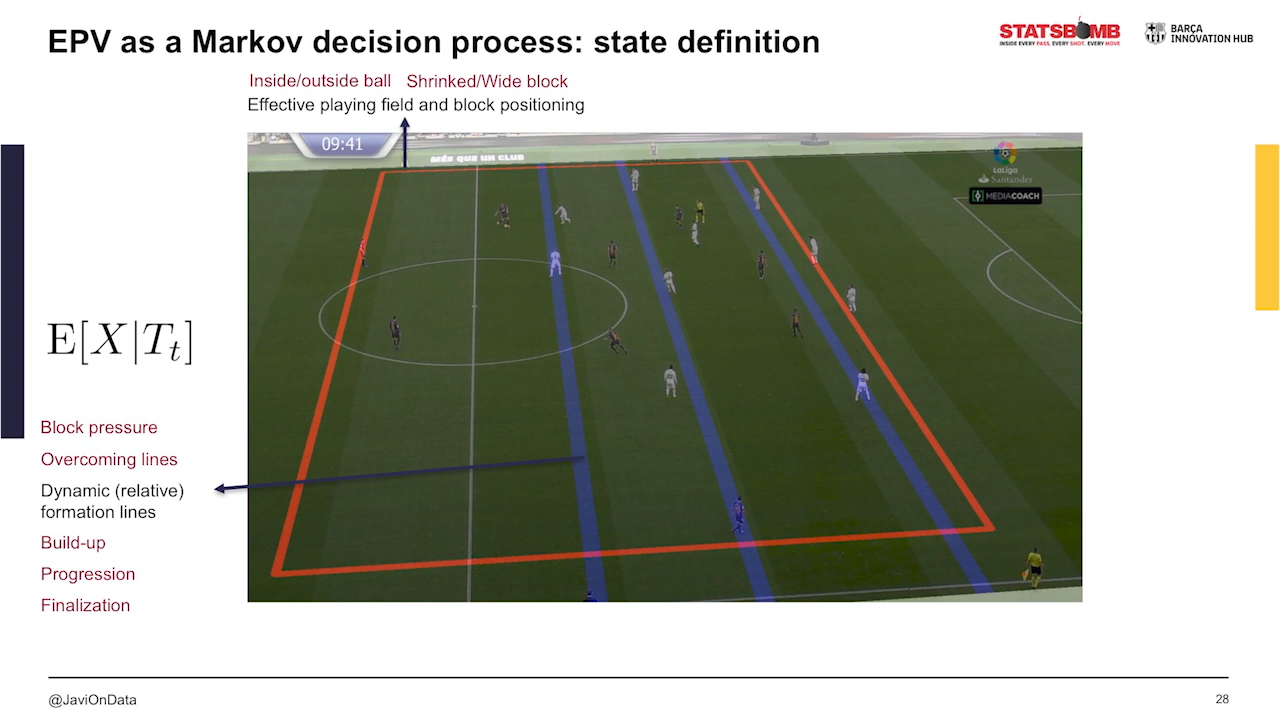 EPV as a Markov decision process: state definition
STATSBOMB
INSIDE EVERY PASS. EVERY SHOT. EVERY MOVE
BARÇA
INNOVATION HUB
Inside/outside ball Shrinked/Wide block
Effective playing field and block positioning
09:41
MÉS QUE UN CLUB
LaLiga
Santander
MEDIACOACH
E[X|T_t]
Block pressure
Overcoming lines
Dynamic (relative)
formation lines
Build-up
Progression
Finalization
@JaviOnData
28